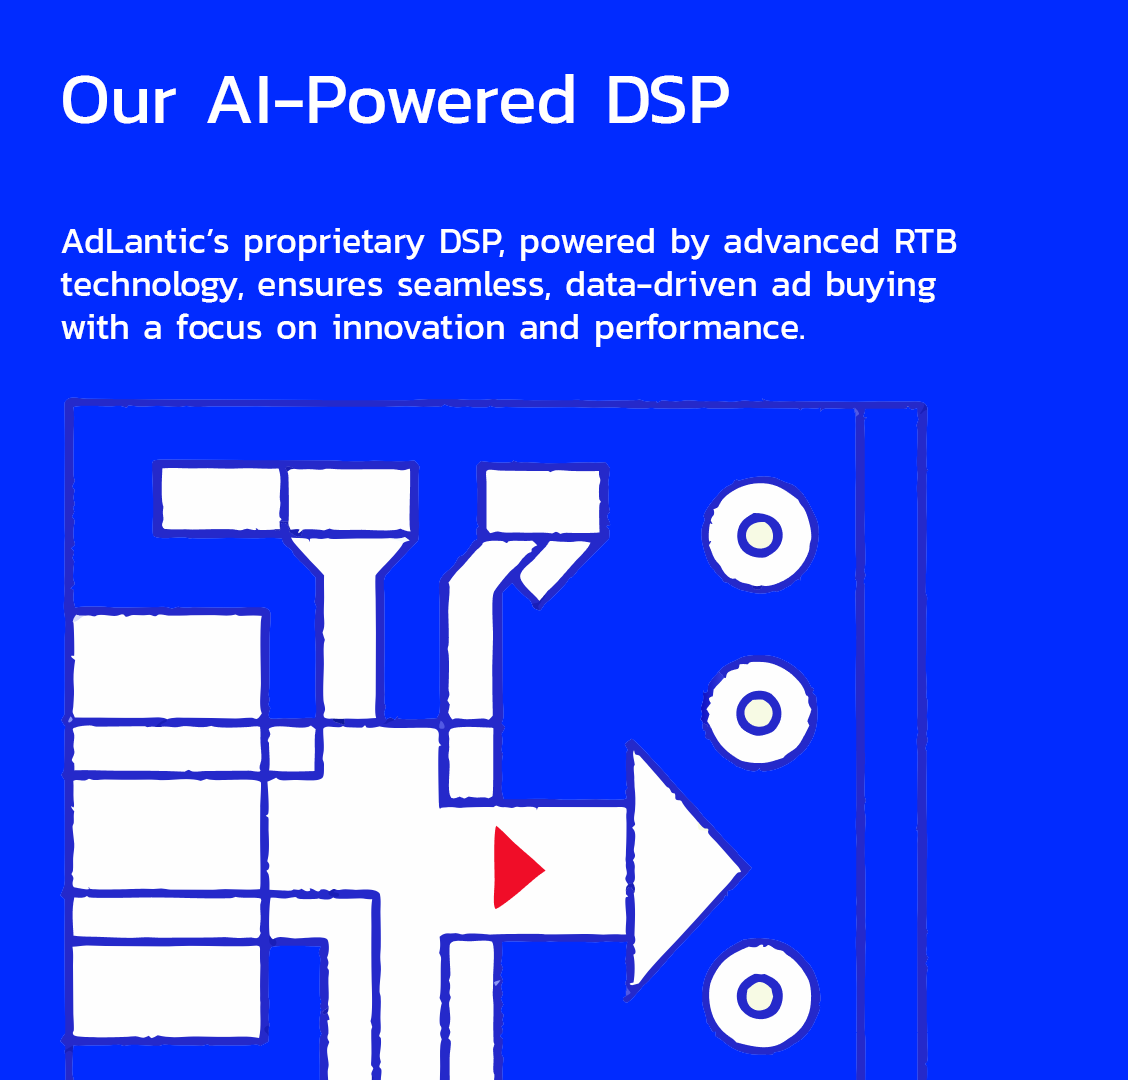 Our AI-Powered DSP
AdLantic’s proprietary DSP, powered by advanced RTB
technology, ensures seamless, data-driven ad buying
with a focus on innovation and performance.